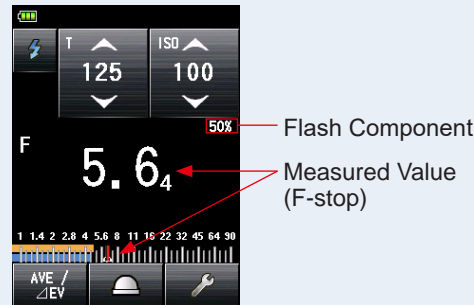 T
ISO
125
100
50%
Flash Component
F
5.6₄
Measured Value
(F-stop)
1 1.4 2 2.8 4 5.6 8 11 16 22 32 45 64 90
AVE /
⊿EV